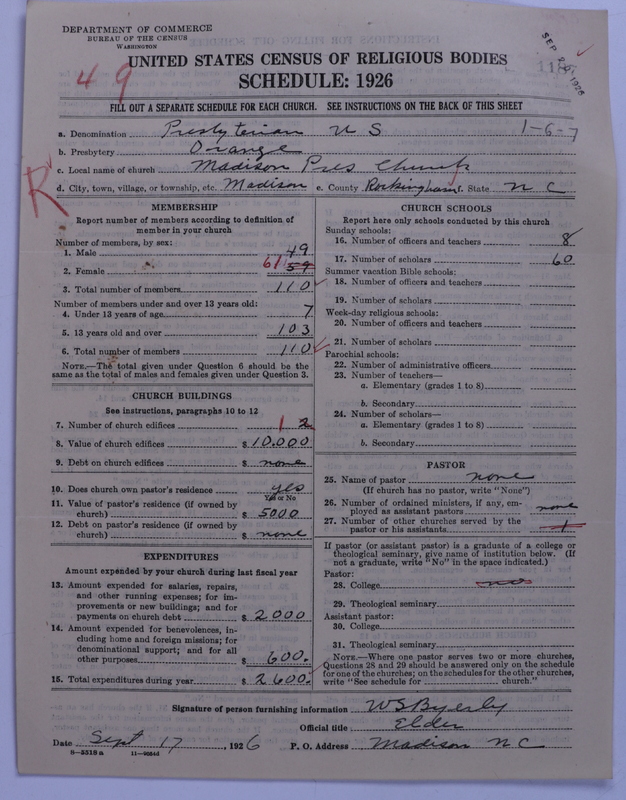 DEPARTMENT OF COMMERCE
BUREAU OF THE CENSUS
WASHINGTON
SEP 1926
49
UNITED STATES CENSUS OF RELIGIOUS BODIES
SCHEDULE: 1926
FILL OUT A SEPARATE SCHEDULE FOR EACH CHURCH. SEE INSTRUCTIONS ON THE BACK OF THIS SHEET
a. Denomination Presbyterian U S 1-6-7
b. Presbytery Orange
c. Local name of church Madison Pres Church
R
d. City, town, village, or township, etc. Madison e. County Rockingham f. State N C
MEMBERSHIP
Report number of members according to definition of
member in your church
Number of members, by sex:
1. Male 49
2. Female 61 59
3. Total number of members 110
Number of members under and over 13 years old:
4. Under 13 years of age 7
5. 13 years old and over 103
6. Total number of members 110
NOTE.—The total given under Question 6 should be
same as the total of males and females given under Question 3.
CHURCH BUILDINGS
See instructions, paragraphs 10 to 12
7. Number of church edifices 1 2
8. Value of church edifices $ 10.000
9. Debt on church edifices $ none
10. Does church own pastor's residence yes
Yes or No
11. Value of pastor's residence (if owned by
church) $ 5000
12. Debt on pastor's residence (if owned by
church) $ none
EXPENDITURES
Amount expended by your church during last fiscal year
13. Amount expended for salaries, repairs,
and other running expenses; for im-
provements or new buildings; and for
payments on church debt $ 2000
14. Amount expended for benevolences, in-
cluding home and foreign missions; for
denominational support; and for all
other purposes $ 600.
15. Total expenditures during year $ 2600.
CHURCH SCHOOLS
Report here only schools conducted by this church
Sunday schools:
16. Number of officers and teachers 8
17. Number of scholars 60
Summer vacation Bible schools:
18. Number of officers and teachers
19. Number of scholars
Week-day religious schools:
20. Number of officers and teachers
21. Number of scholars
Parochial schools:
22. Number of administrative officers
23. Number of teachers—
a. Elementary (grades 1 to 8)
b. Secondary
24. Number of scholars—
a. Elementary (grades 1 to 8)
b. Secondary
PASTOR
25. Name of pastor none
(If church has no pastor, write "None")
26. Number of ordained ministers, if any, em-
ployed as assistant pastors none
27. Number of other churches served by the
pastor or his assistants 1
If pastor (or assistant pastor) is a graduate of a college or
theological seminary, give name of institution below. (If
not a graduate, write "No" in the space indicated.)
Pastor:
28. College no
29. Theological seminary
Assistant pastor:
30. College
31. Theological seminary
NOTE.—Where one pastor serves two or more churches,
Questions 28 and 29 should be answered only on the schedule
for one of the churches; on the schedules for the other churches,
write "See schedule for church."
Signature of person furnishing information W S Byerly
Official title Elder
Date Sept 17, 1926 P. O. Address Madison N C
8-5518a